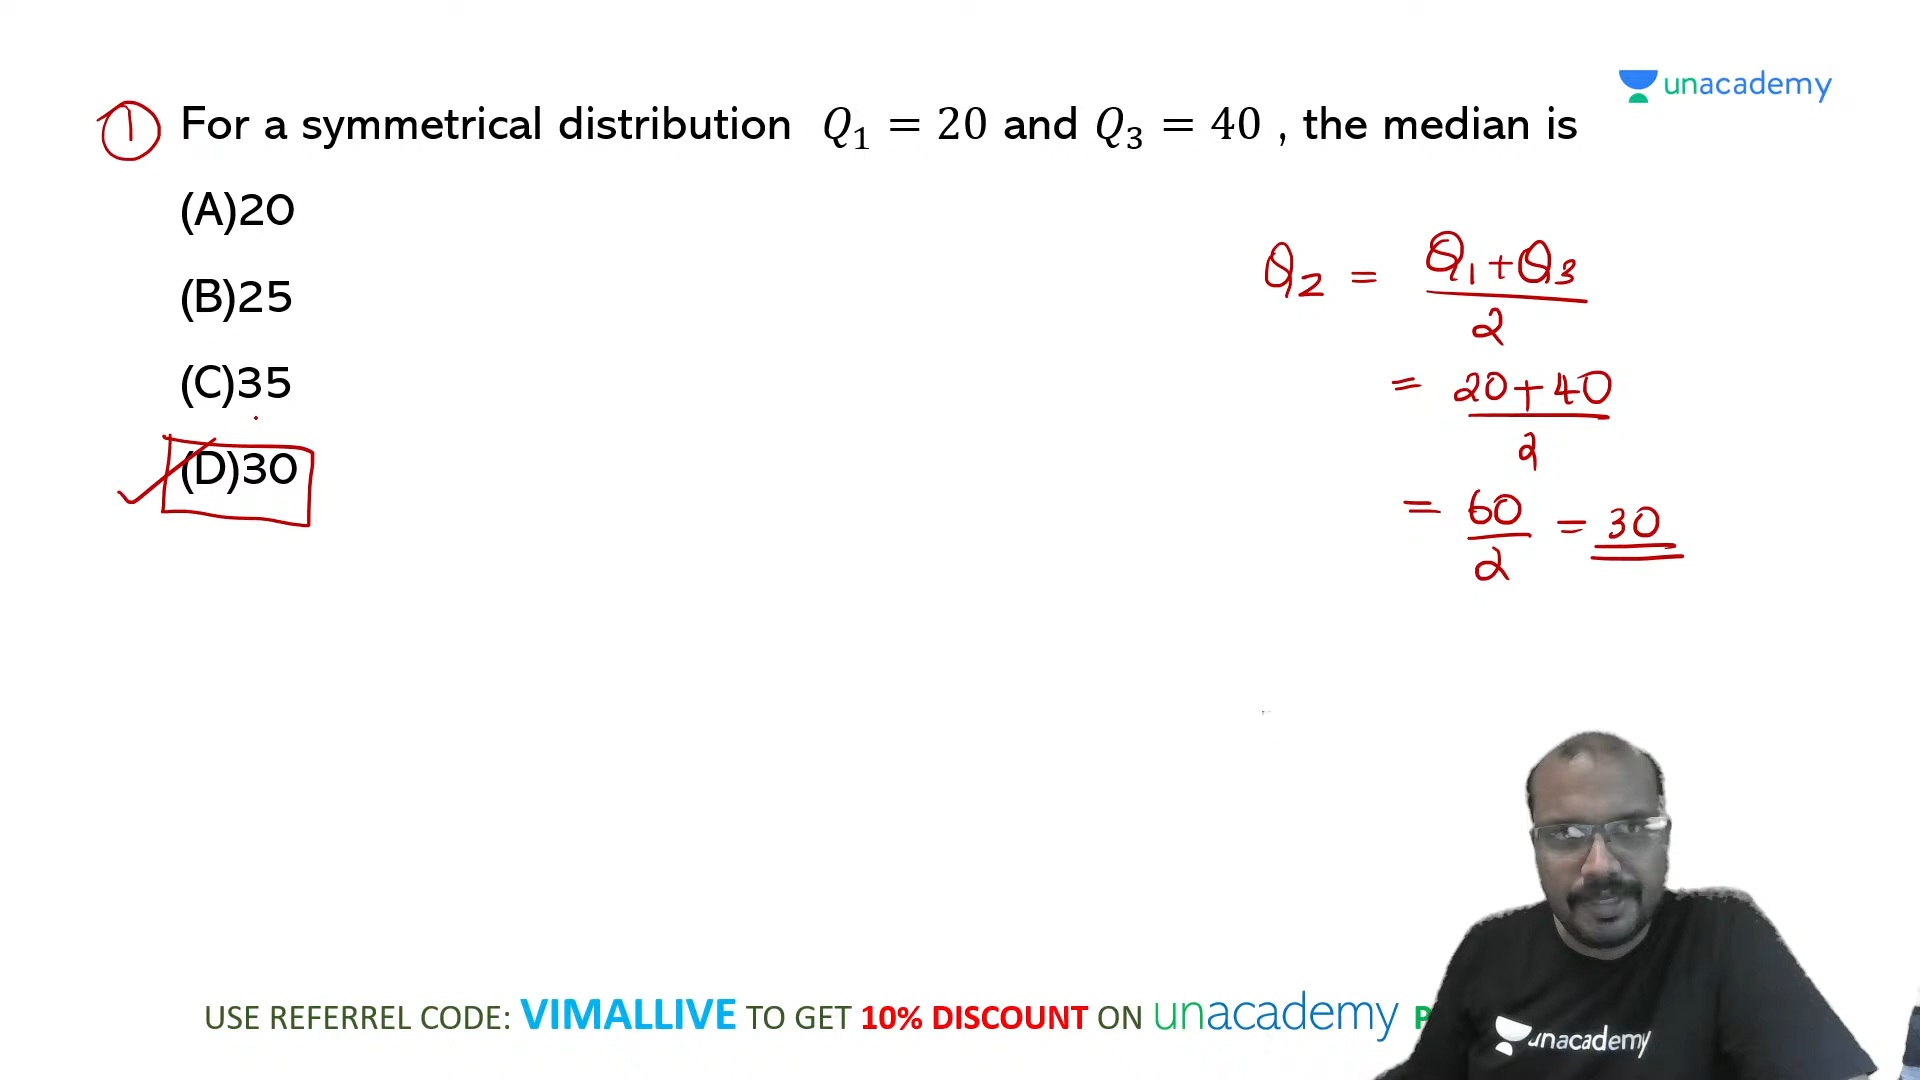 unacademy
① For a symmetrical distribution Q₁ = 20 and Q₃ = 40 , the median is
(A)20
(B)25
(C)35
(D)30
Q₂ = Q₁+Q₃ / 2
= 20+40 / 2
= 60 / 2 = 30
USE REFERREL CODE: VIMALLIVE TO GET 10% DISCOUNT ON unacademy P
unacademy